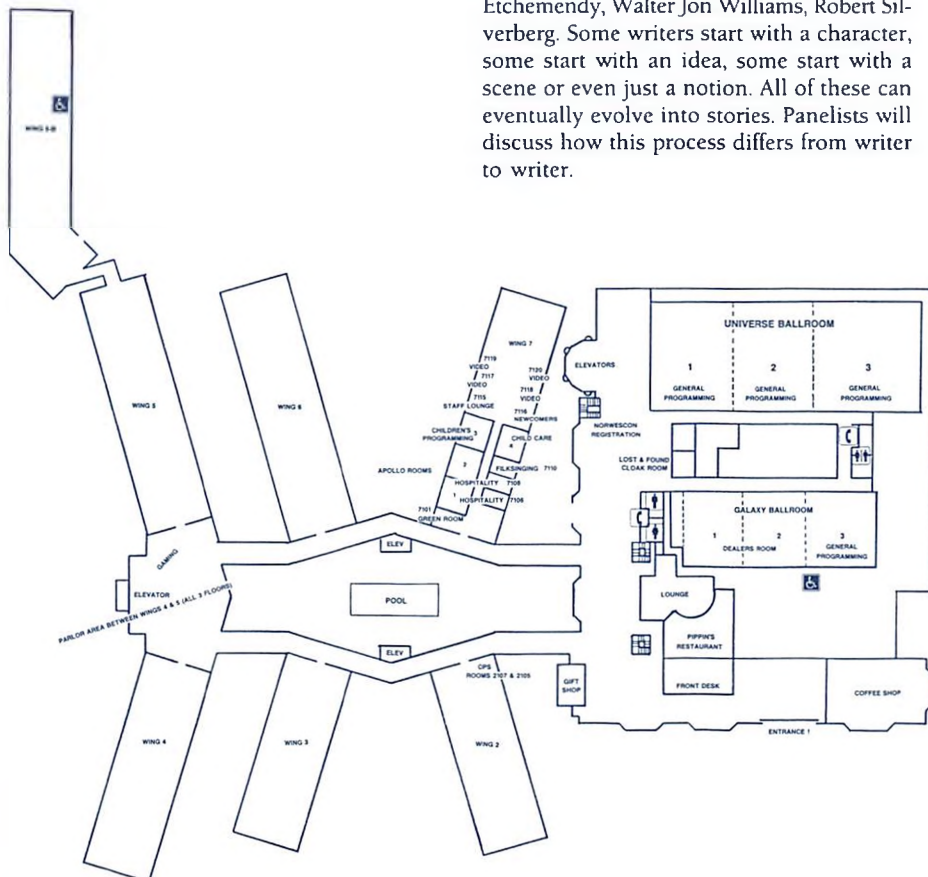 Etchemendy, Walter Jon Williams, Robert Sil-
verberg. Some writers start with a character,
some start with an idea, some start with a
scene or even just a notion. All of these can
eventually evolve into stories. Panelists will
discuss how this process differs from writer
to writer.
WING 5-B
WING 5
WING 6
WING 7
7119
VIDEO
7117
VIDEO
7115
STAFF LOUNGE
7120
VIDEO
7118
VIDEO
7116
NEWCOMERS
CHILDREN'S
PROGRAMMING
3
4
CHILD CARE
APOLLO ROOMS
2
FILKSINGING 7110
HOSPITALITY 7108
1
HOSPITALITY 7106
7101
GREEN ROOM
ELEVATORS
NORWESCON
REGISTRATION
UNIVERSE BALLROOM
1
2
3
GENERAL
PROGRAMMING
GENERAL
PROGRAMMING
GENERAL
PROGRAMMING
LOST & FOUND
CLOAK ROOM
GALAXY BALLROOM
1
2
3
DEALERS ROOM
GENERAL
PROGRAMMING
GAMING
ELEV
ELEVATOR
POOL
PARLOR AREA BETWEEN WINGS 4 & 5 (ALL 3 FLOORS)
ELEV
LOUNGE
PIPPIN'S
RESTAURANT
FRONT DESK
COFFEE SHOP
GIFT
SHOP
ENTRANCE !
CPS
ROOMS 2107 & 2105
WING 4
WING 3
WING 2